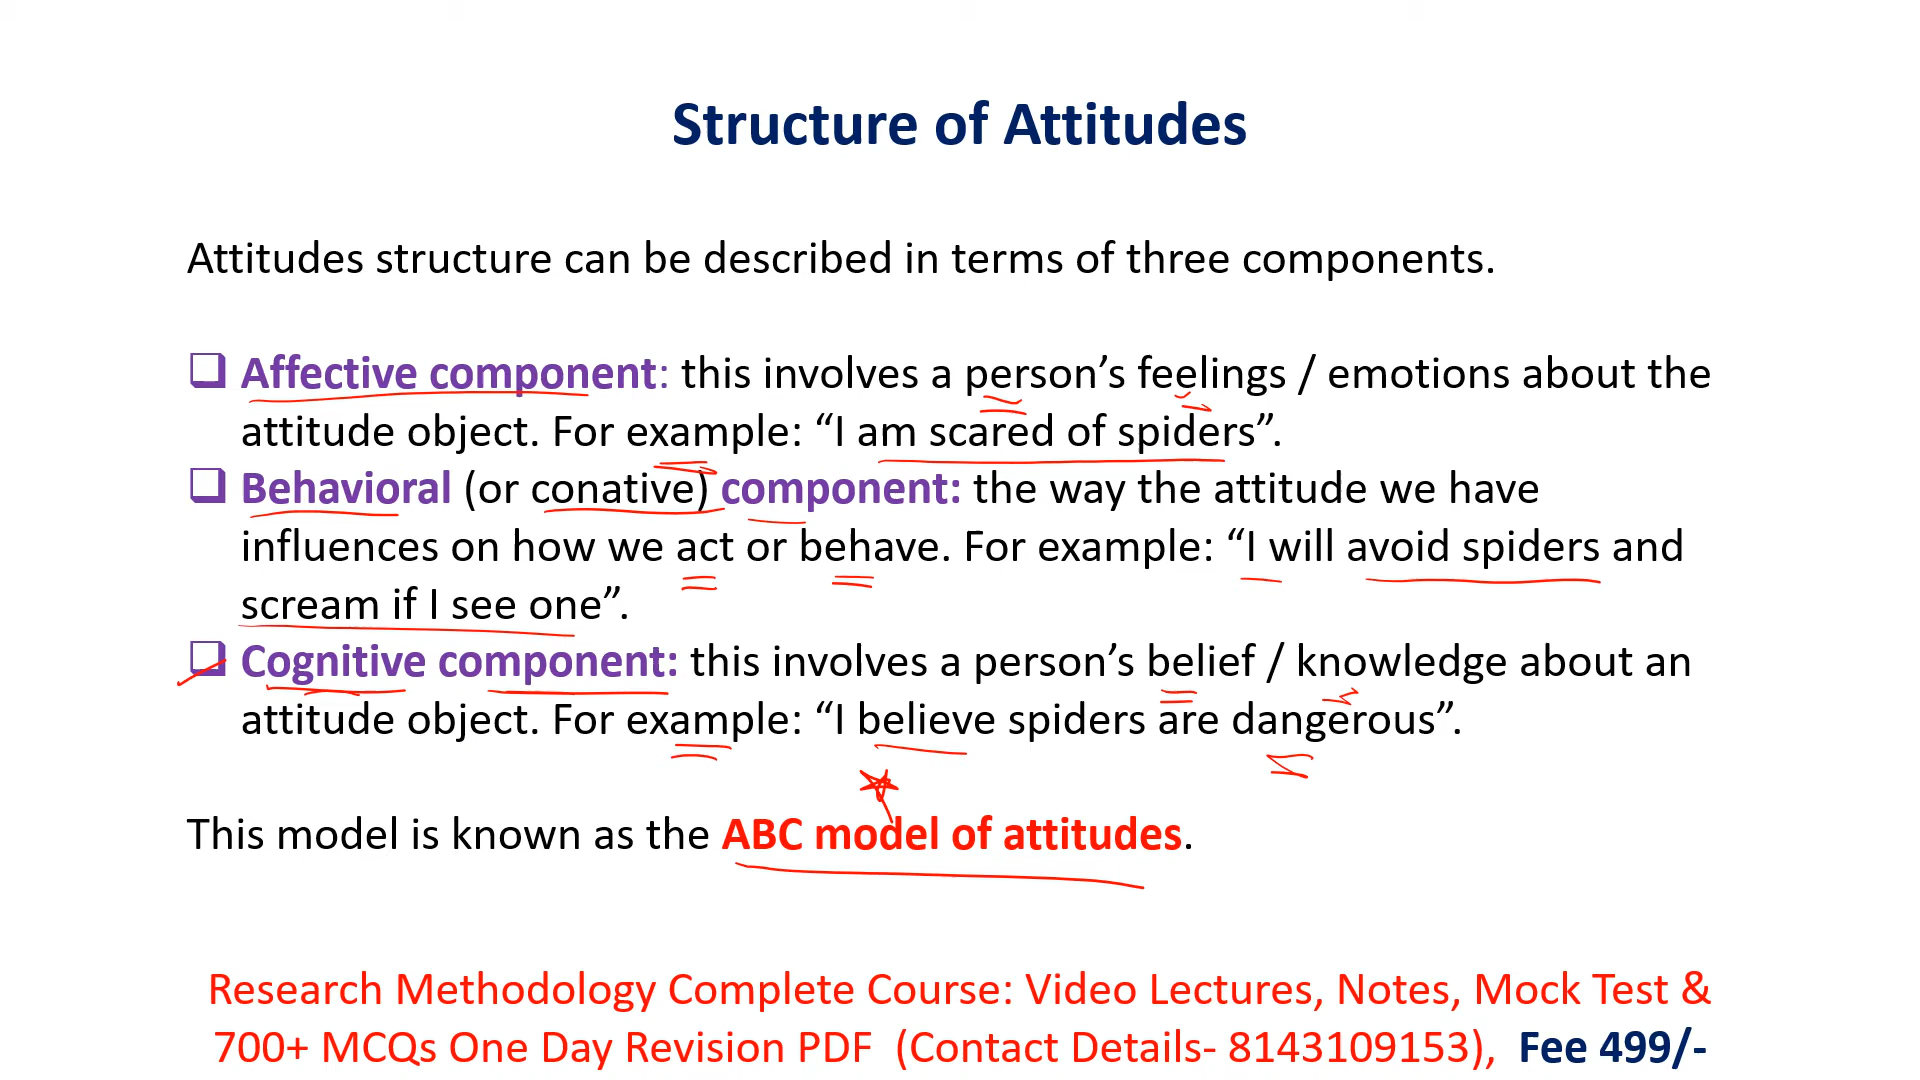 Structure of Attitudes
Attitudes structure can be described in terms of three components.
Affective component: this involves a person’s feelings / emotions about the
attitude object. For example: “I am scared of spiders”.
Behavioral (or conative) component: the way the attitude we have
influences on how we act or behave. For example: “I will avoid spiders and
scream if I see one”.
Cognitive component: this involves a person’s belief / knowledge about an
attitude object. For example: “I believe spiders are dangerous”.
This model is known as the ABC model of attitudes.
Research Methodology Complete Course: Video Lectures, Notes, Mock Test &
700+ MCQs One Day Revision PDF (Contact Details- 8143109153), Fee 499/-